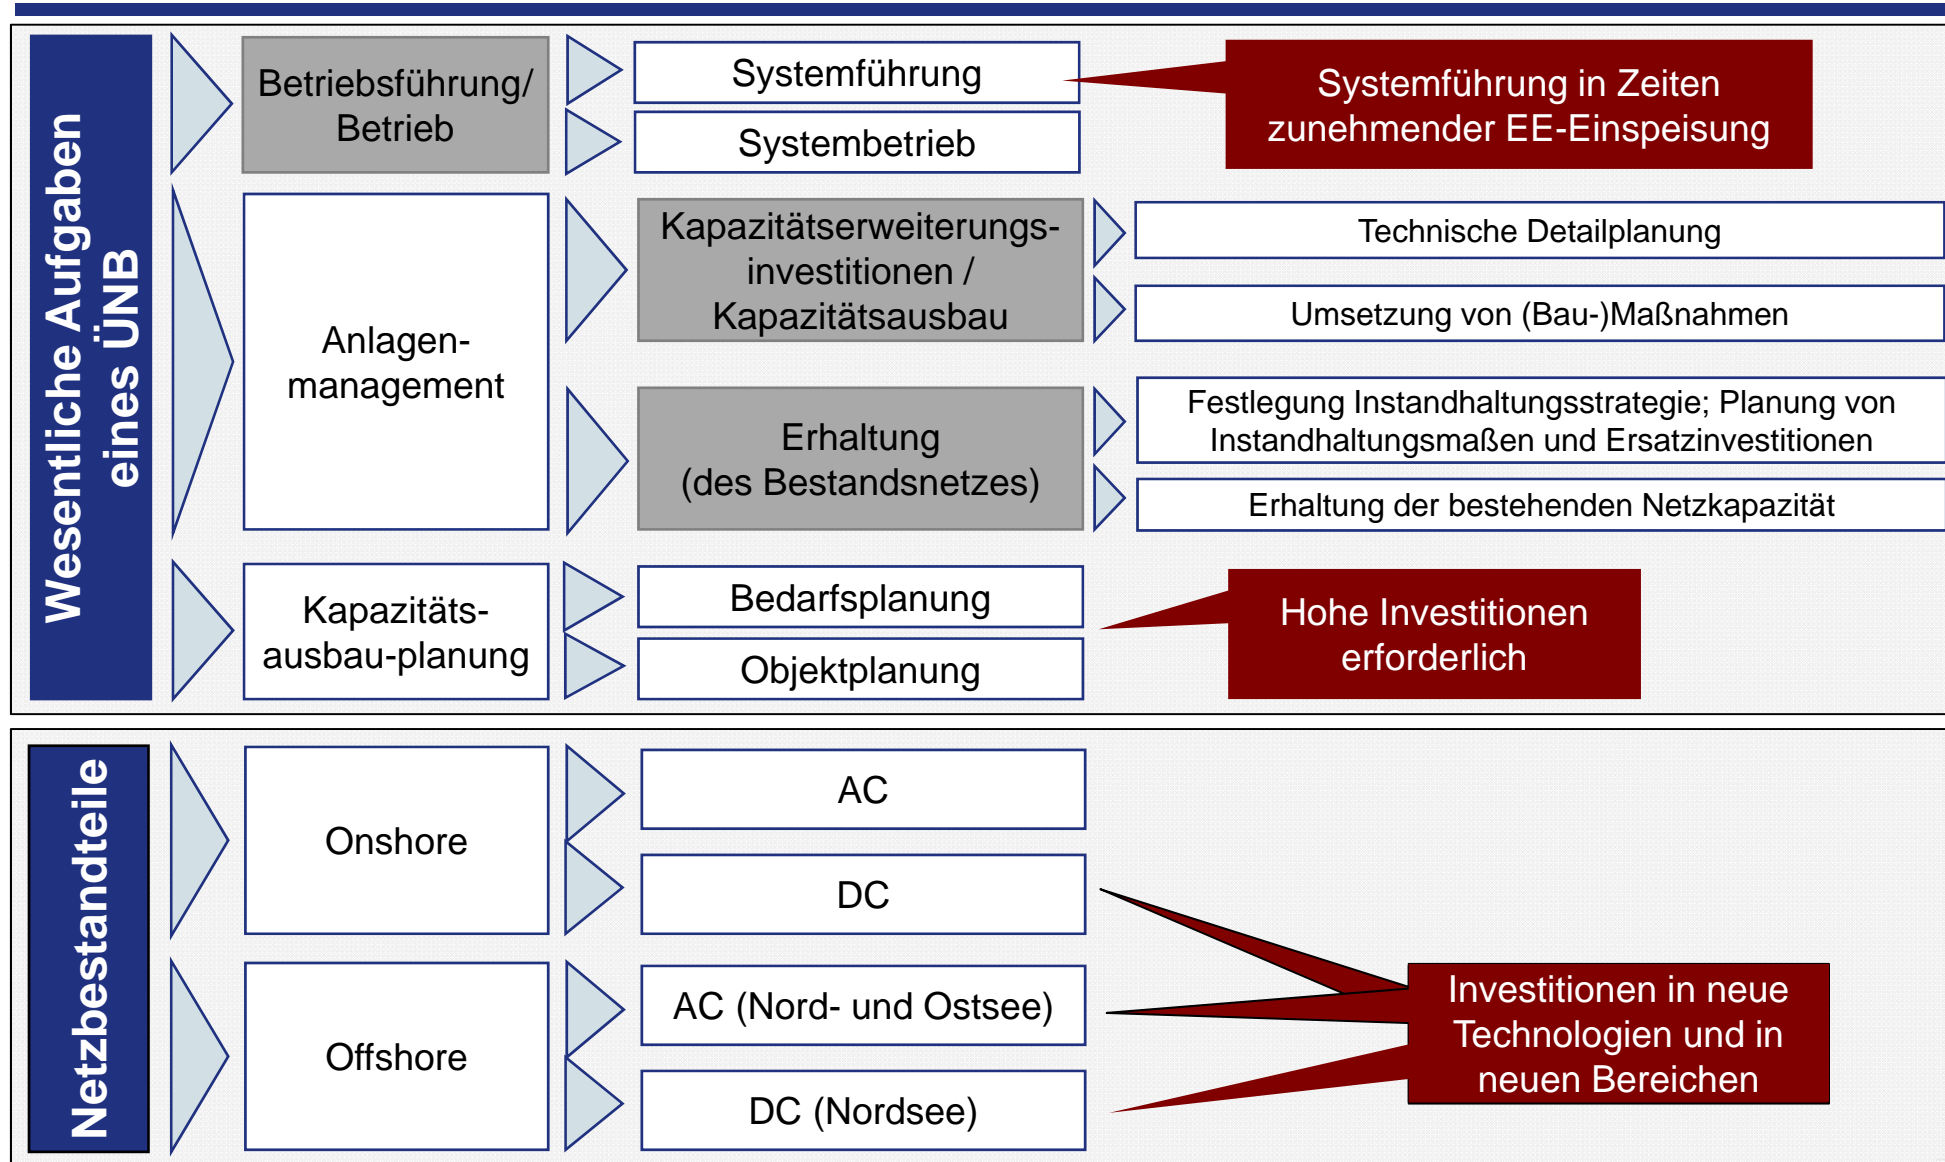 Wesentliche Aufgaben
eines ÜNB
Betriebsführung/
Betrieb
Systemführung
Systembetrieb
Systemführung in Zeiten
zunehmender EE-Einspeisung
Anlagen-
management
Kapazitätserweiterungs-
investitionen /
Kapazitätsausbau
Technische Detailplanung
Umsetzung von (Bau-)Maßnahmen
Erhaltung
(des Bestandsnetzes)
Festlegung Instandhaltungsstrategie; Planung von
Instandhaltungsmaßen und Ersatzinvestitionen
Erhaltung der bestehenden Netzkapazität
Kapazitäts-
ausbau-planung
Bedarfsplanung
Objektplanung
Hohe Investitionen
erforderlich
Netzbestandteile
Onshore
AC
DC
Offshore
AC (Nord- und Ostsee)
DC (Nordsee)
Investitionen in neue
Technologien und in
neuen Bereichen